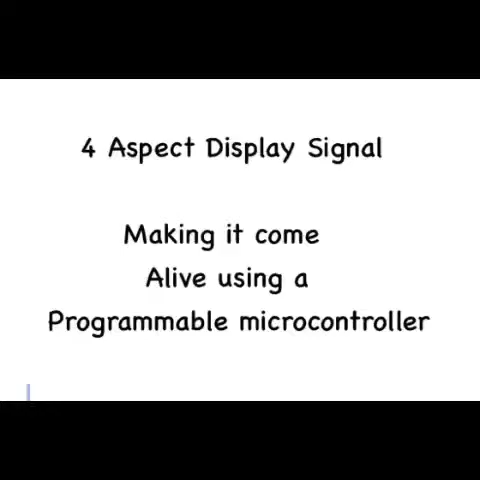 4 Aspect Display Signal
Making it come
Alive using a
Programmable microcontroller